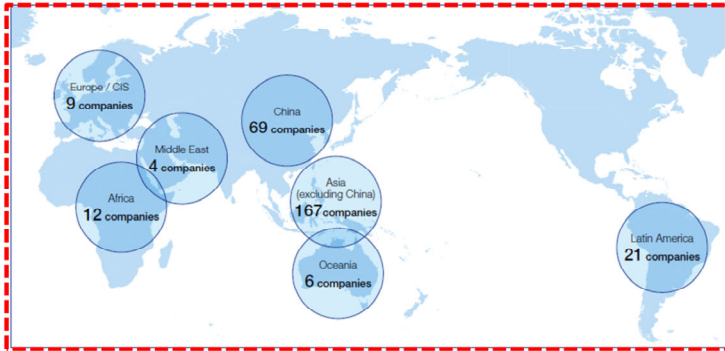 Europe / CIS
9 companies
China
69 companies
Middle East
4 companies
Asia
(excluding China)
167 companies
Africa
12 companies
Latin America
21 companies
Oceania
6 companies